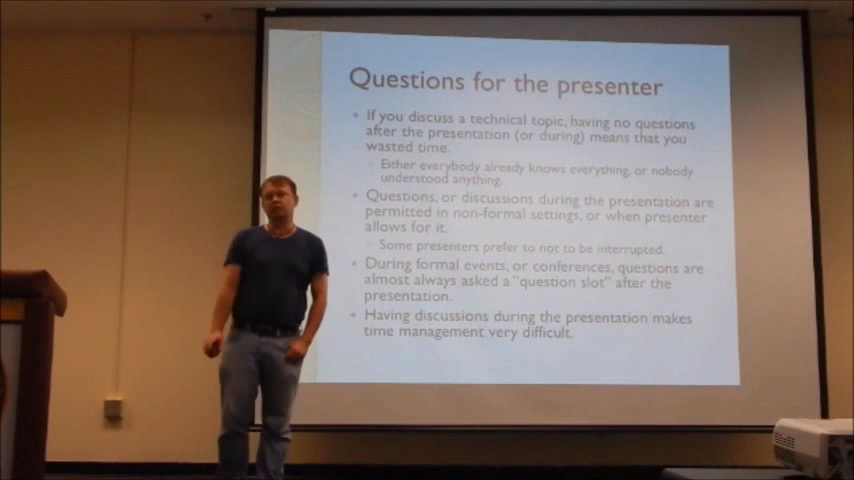 Questions for the presenter
If you discuss a technical topic, having no questions
after the presentation (or during) means that you
wasted time.
Either everybody already knows everything, or nobody
understood anything.
Questions, or discussions during the presentation are
permitted in non-formal settings, or when presenter
allows for it.
Some presenters prefer to not to be interrupted.
During formal events, or conferences, questions are
almost always asked a "question slot" after the
presentation.
Having discussions during the presentation makes
time management very difficult.